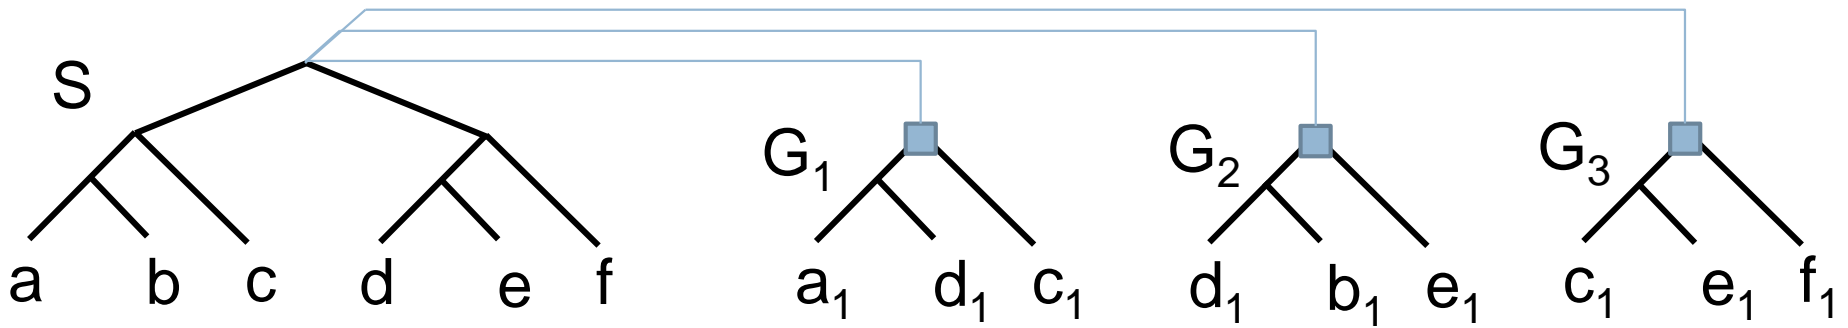 S
G₁
G₂
G₃
a b c d e f
a₁ d₁ c₁
d₁ b₁ e₁
c₁ e₁ f₁